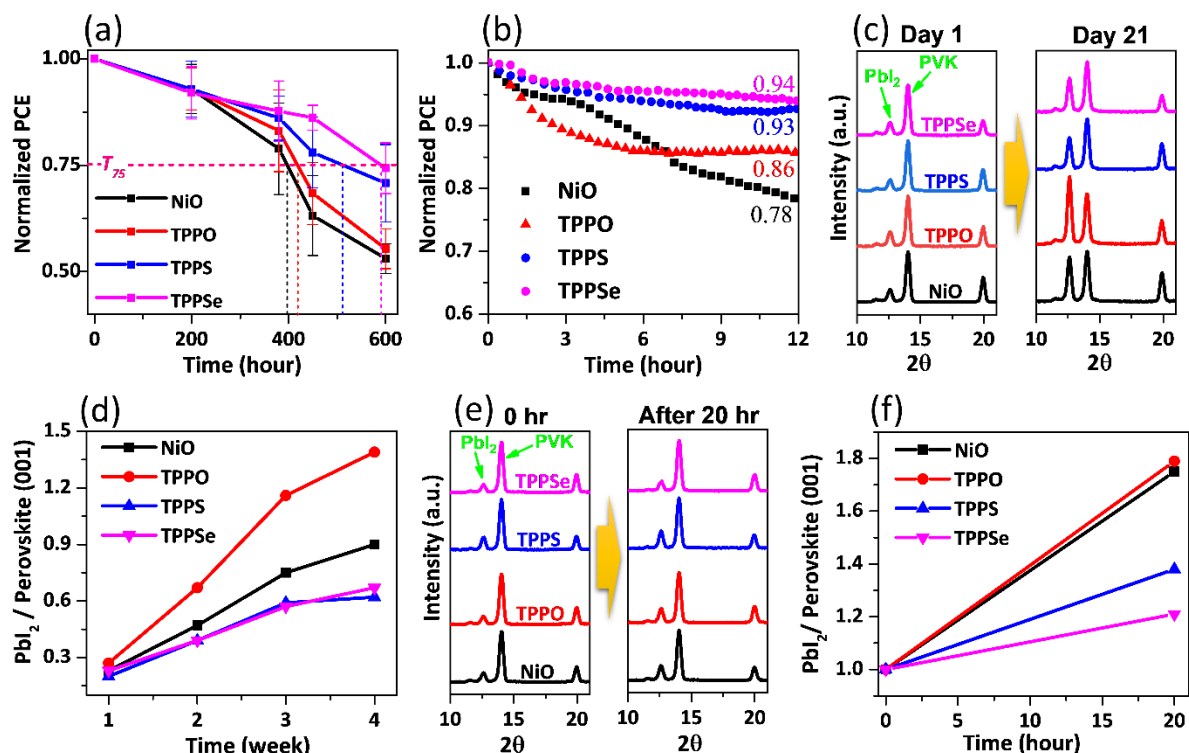 (a)
1.00
0.75
0.50
Normalized PCE
T75
NiO
TPPO
TPPS
TPPSe
0 200 400 600
Time (hour)
(b)
1.0
0.9
0.8
0.7
0.6
Normalized PCE
0.94
0.93
0.86
0.78
NiO
TPPO
TPPS
TPPSe
0 3 6 9 12
Time (hour)
(c)
Day 1
Day 21
Intensity (a.u.)
PbI2
PVK
TPPSe
TPPS
TPPO
NiO
10 15 20
2θ
10 15 20
2θ
(d)
1.5
1.2
0.9
0.6
0.3
PbI2 / Perovskite (001)
NiO
TPPO
TPPS
TPPSe
1 2 3 4
Time (week)
(e)
0 hr
After 20 hr
Intensity (a.u.)
PbI2
PVK
TPPSe
TPPS
TPPO
NiO
10 15 20
2θ
10 15 20
2θ
(f)
1.8
1.6
1.4
1.2
1.0
PbI2/ Perovskite (001)
NiO
TPPO
TPPS
TPPSe
0 5 10 15 20
Time (hour)